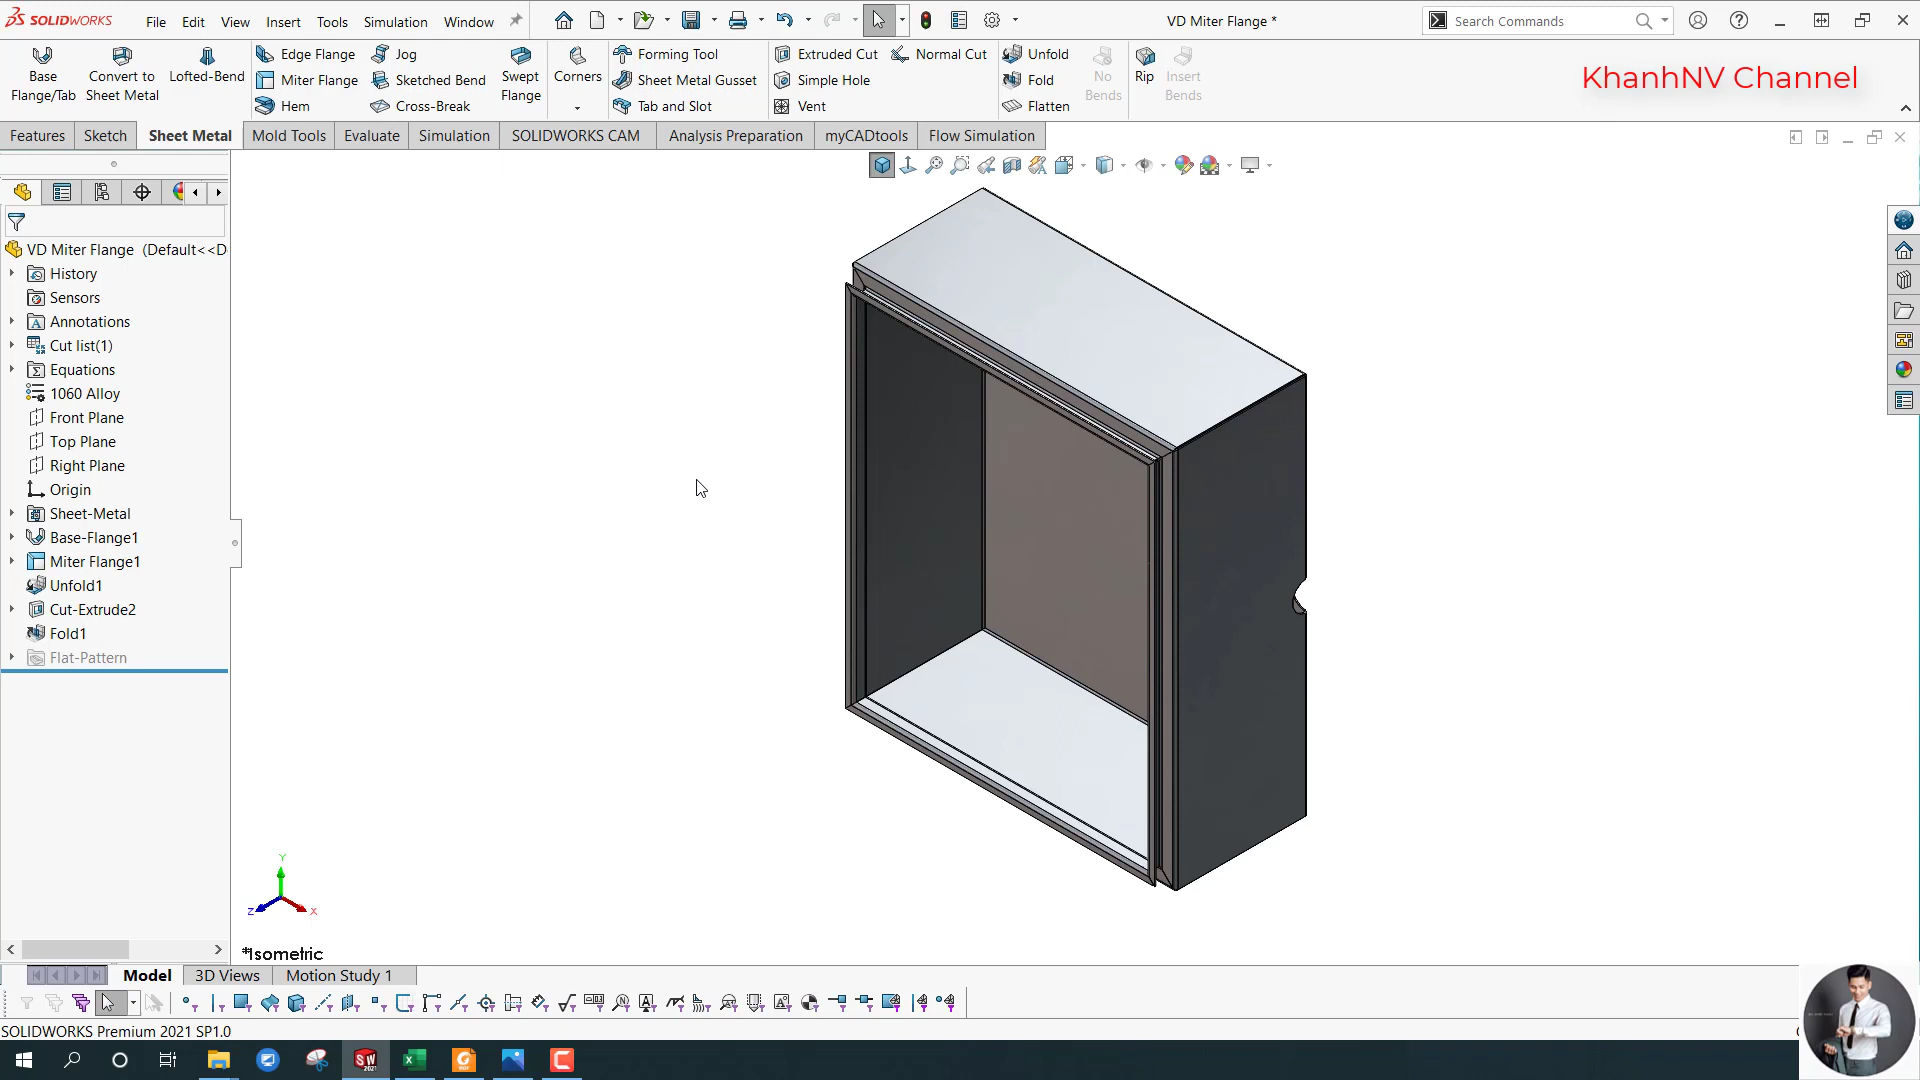 SOLIDWORKS
File Edit View Insert Tools Simulation Window
VD Miter Flange *
Search Commands
Base Flange/Tab
Convert to Sheet Metal
Lofted-Bend
Edge Flange
Miter Flange
Hem
Jog
Sketched Bend
Cross-Break
Swept Flange
Corners
Forming Tool
Sheet Metal Gusset
Tab and Slot
Extruded Cut
Simple Hole
Vent
Normal Cut
Unfold
Fold
Flatten
No Bends
Rip
Insert Bends
KhanhNV Channel
Features Sketch Sheet Metal Mold Tools Evaluate Simulation SOLIDWORKS CAM Analysis Preparation myCADtools Flow Simulation
VD Miter Flange (Default<<D
History
Sensors
Annotations
Cut list(1)
Equations
1060 Alloy
Front Plane
Top Plane
Right Plane
Origin
Sheet-Metal
Base-Flange1
Miter Flange1
Unfold1
Cut-Extrude2
Fold1
Flat-Pattern
Y
Z
X
*Isometric
Model 3D Views Motion Study 1
SOLIDWORKS Premium 2021 SP1.0